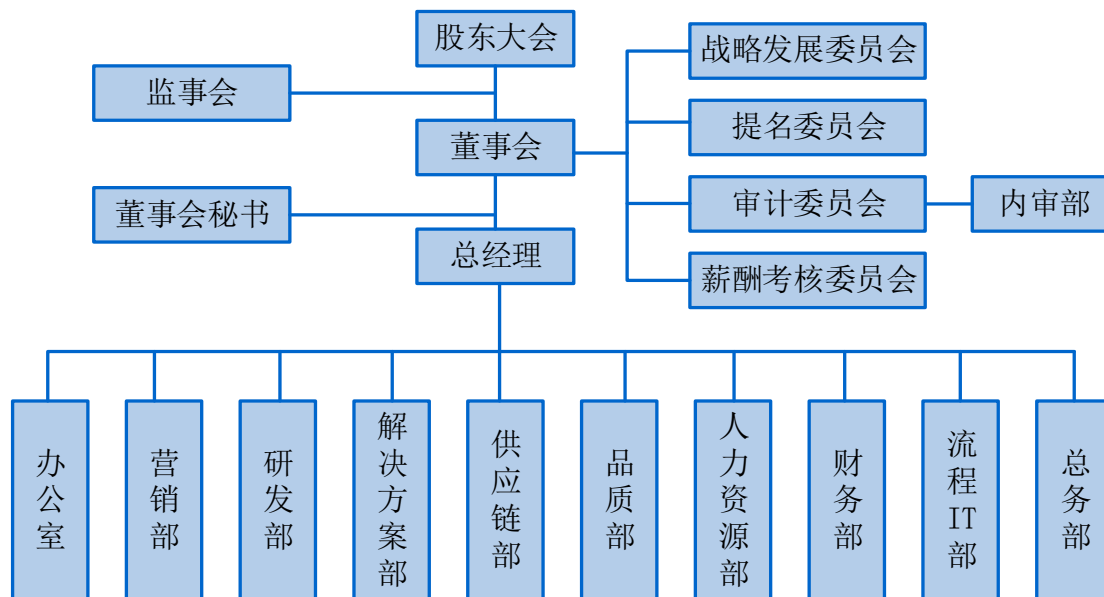 股东大会
战略发展委员会
监事会
提名委员会
董事会
审计委员会
内审部
董事会秘书
总经理
薪酬考核委员会
办公室
营销部
研发部
解决方案部
供应链部
品质部
人力资源部
财务部
流程IT部
总务部